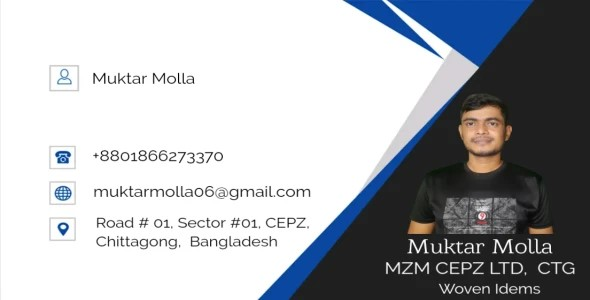 Muktar Molla
+8801866273370
muktarmolla06@gmail.com
Road # 01, Sector #01, CEPZ,
Chittagong, Bangladesh
Muktar Molla
MZM CEPZ LTD, CTG
Woven Idems